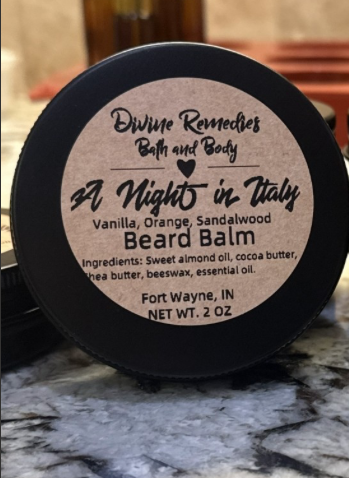 Divine Remedies
Bath and Body
A Night in Italy
Vanilla, Orange, Sandalwood
Beard Balm
Ingredients: Sweet almond oil, cocoa butter,
Shea butter, beeswax, essential oil.
Fort Wayne, IN
NET WT. 2 OZ